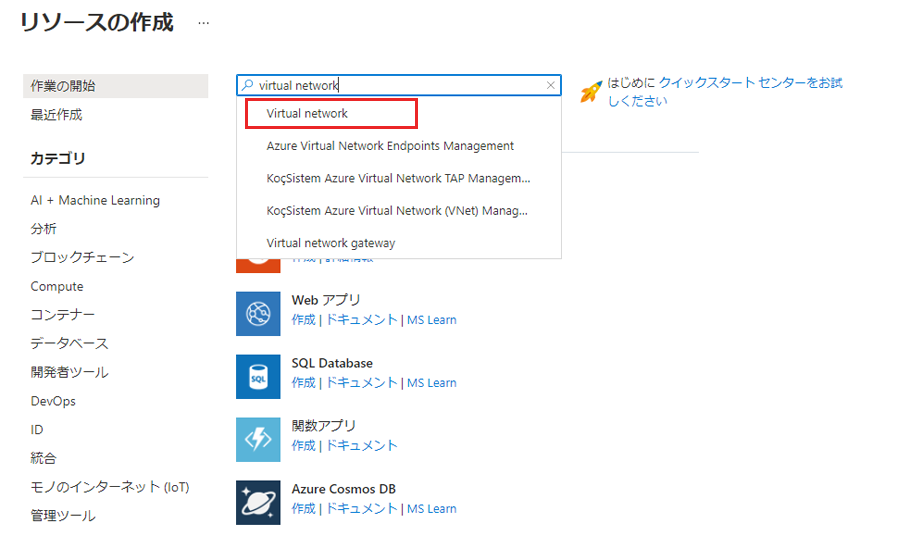 リソースの作成 ...
作業の開始
最近作成
カテゴリ
AI + Machine Learning
分析
ブロックチェーン
Compute
コンテナー
データベース
開発者ツール
DevOps
ID
統合
モノのインターネット (IoT)
管理ツール
virtual network
Virtual network
Azure Virtual Network Endpoints Management
KoçSistem Azure Virtual Network TAP Managem...
KoçSistem Azure Virtual Network (VNet) Manag...
Virtual network gateway
作成 | 詳細情報
Web アプリ
作成 | ドキュメント | MS Learn
SQL Database
作成 | ドキュメント | MS Learn
SQL
関数アプリ
作成 | ドキュメント
Azure Cosmos DB
作成 | ドキュメント | MS Learn
はじめに クイックスタート センターをお試
しください